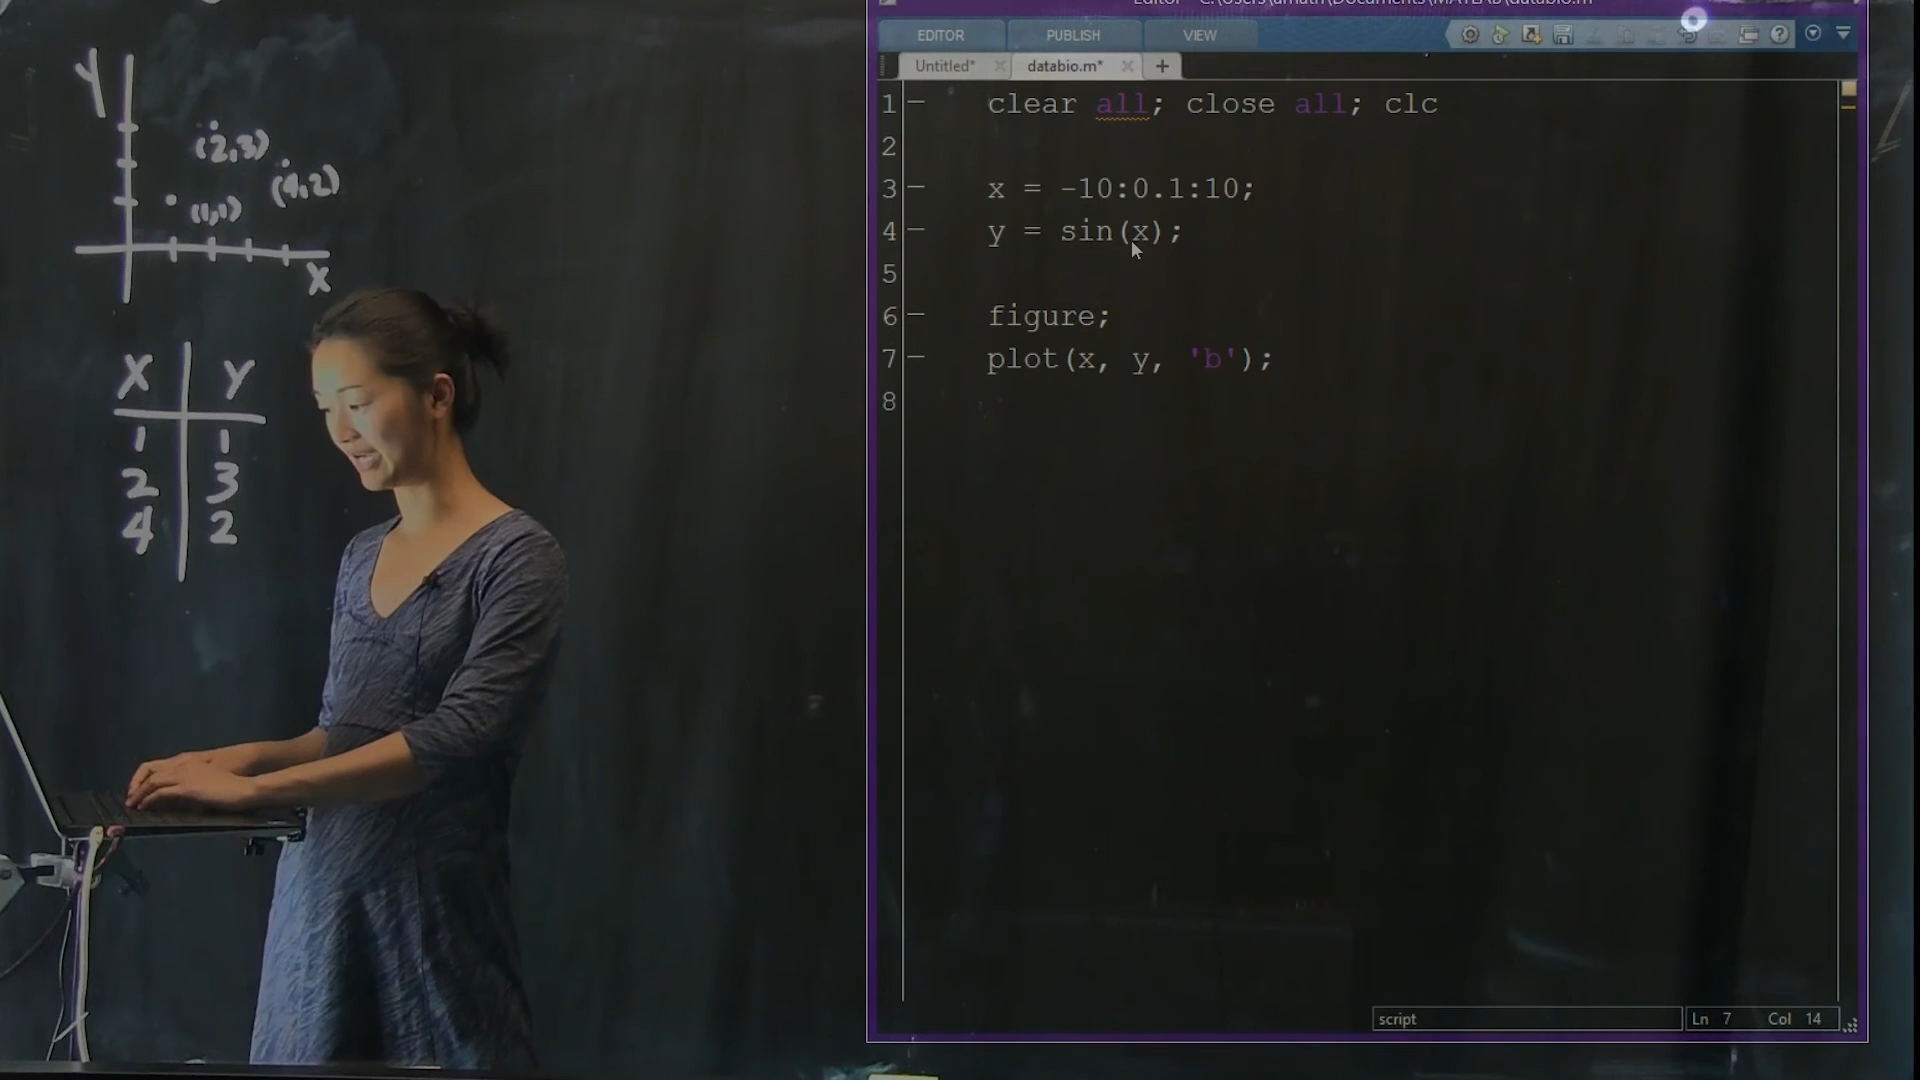 Y
(2,3)
(4,2)
(1,1)
X
X Y
1 1
2 3
4 2
EDITOR PUBLISH VIEW
Untitled* databio.m*
1 clear all; close all; clc
2
3 x = -10:0.1:10;
4 y = sin(x);
5
6 figure;
7 plot(x, y, 'b');
8
script Ln 7 Col 14